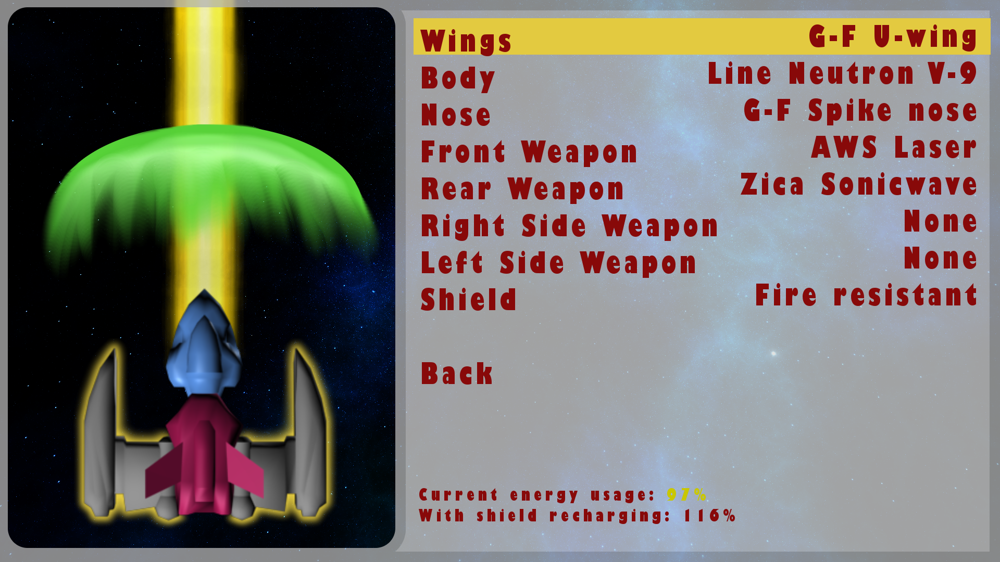 Wings G-F U-wing
Body Line Neutron V-9
Nose G-F Spike nose
Front Weapon AWS Laser
Rear Weapon Zica Sonicwave
Right Side Weapon None
Left Side Weapon None
Shield Fire resistant
Back
Current energy usage: 97%
With shield recharging: 116%